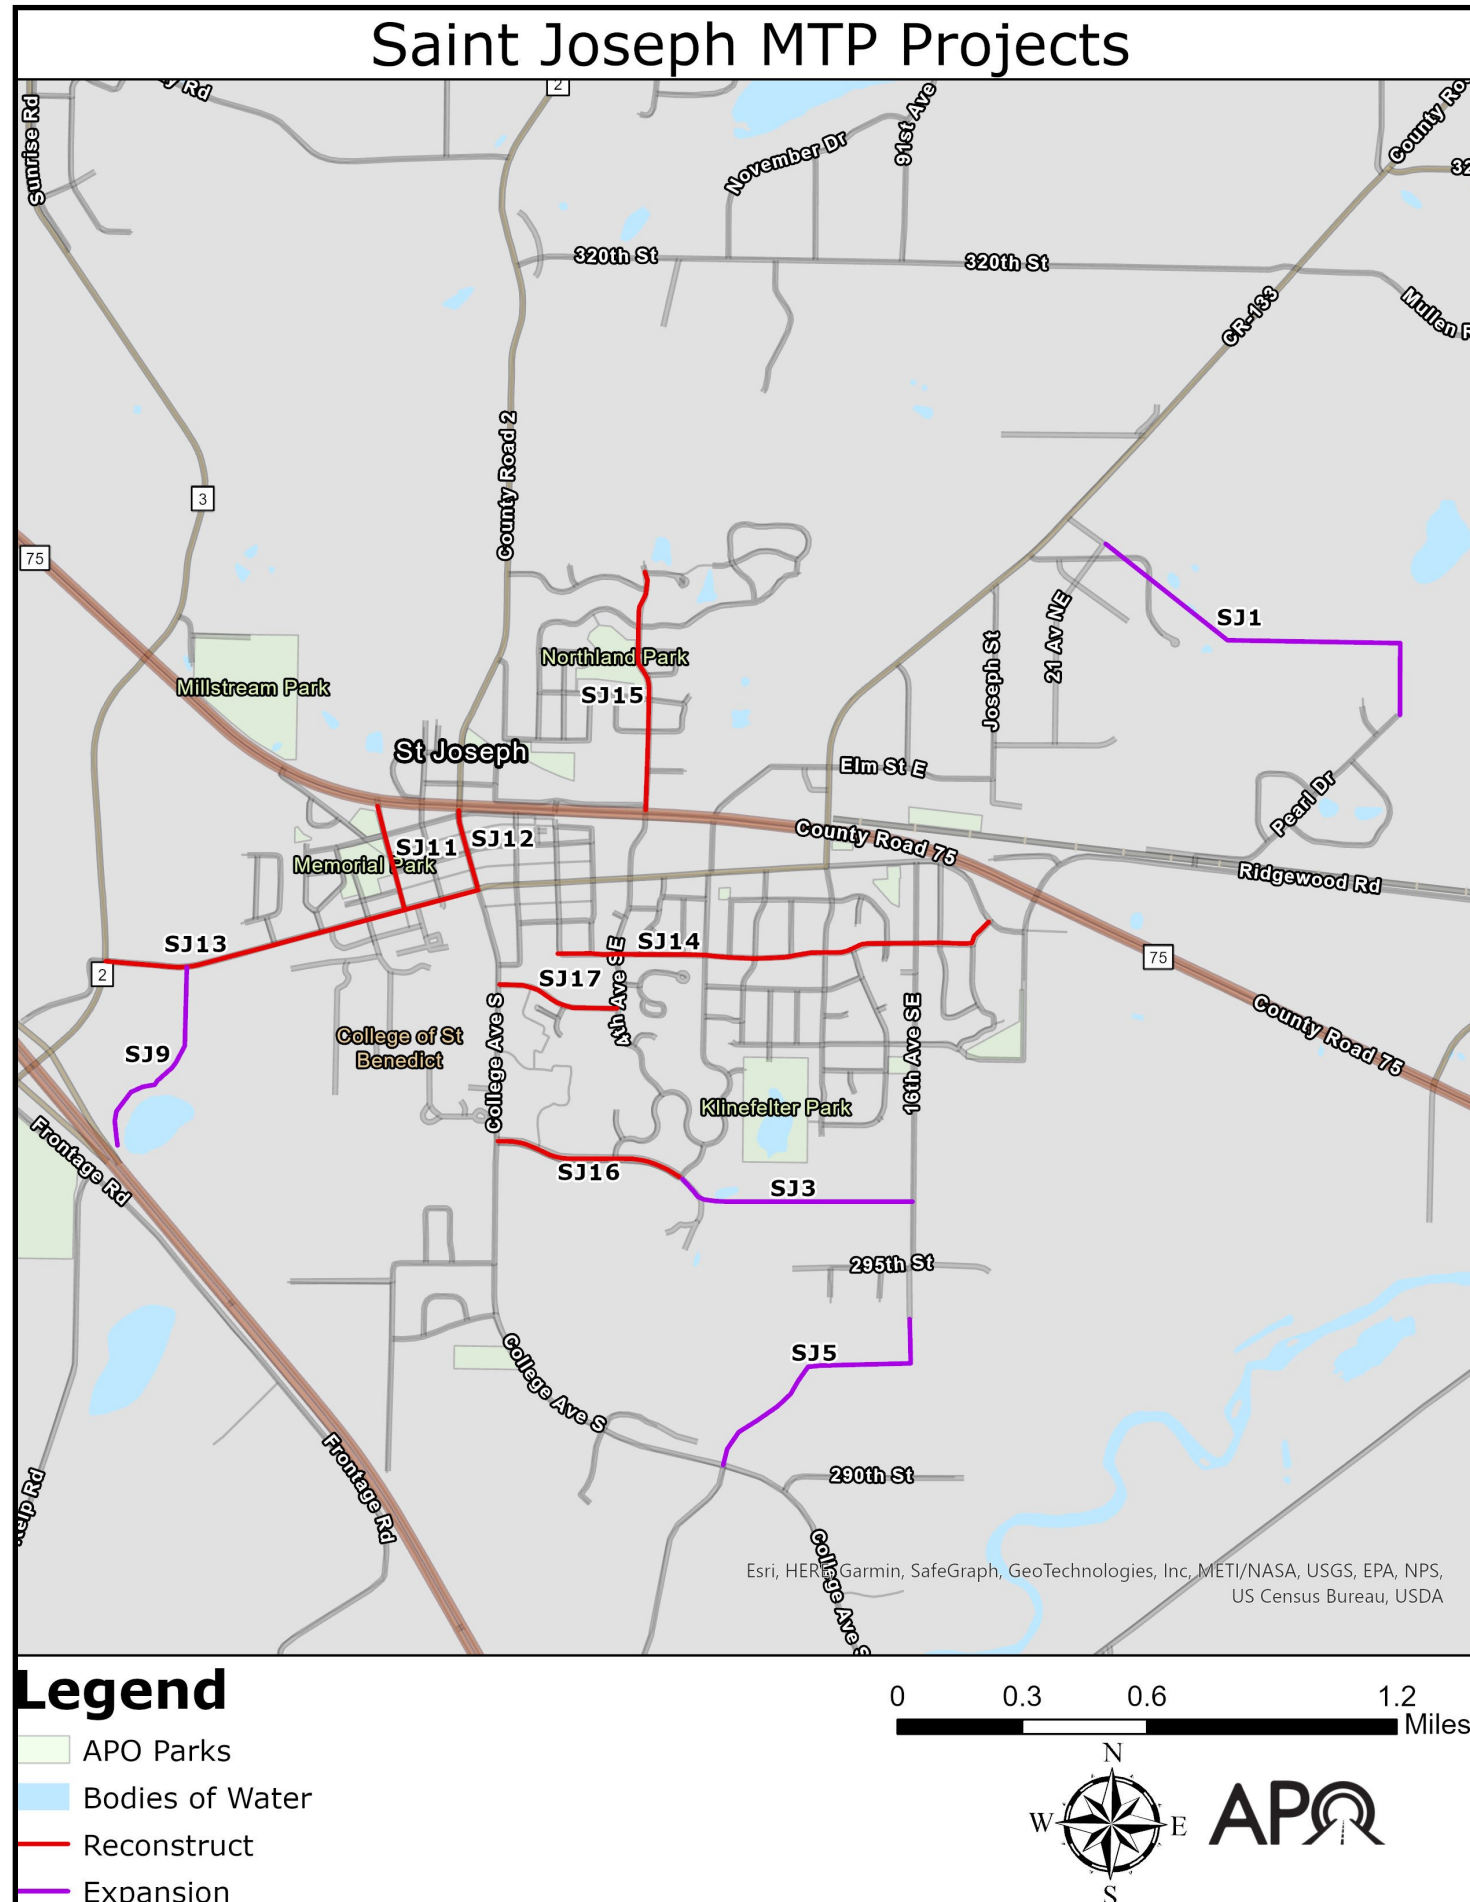 Saint Joseph MTP Projects
Sunrise Rd
y Rd
2
November Dr
91st Ave
County Ro
32
320th St
320th St
CR-133
Mullen R
County Road 2
3
75
SJ1
21 Av NE
Joseph St
Northland Park
SJ15
Millstream Park
St Joseph
Elm St E
Pearl Dr
County Road 75
SJ11
SJ12
Memorial Park
Ridgewood Rd
SJ13
SJ14
2
SJ17
4th Ave SE
75
College Ave S
16th Ave SE
County Road 75
College of St
Benedict
SJ9
Klinefelter Park
Frontage Rd
SJ16
SJ3
295th St
SJ5
College Ave S
Frontage Rd
290th St
elp Rd
College Ave S
Esri, HERE, Garmin, SafeGraph, GeoTechnologies, Inc, METI/NASA, USGS, EPA, NPS,
US Census Bureau, USDA
Legend
APO Parks
Bodies of Water
Reconstruct
Expansion
0 0.3 0.6 1.2
Miles
N
W E
S
APO